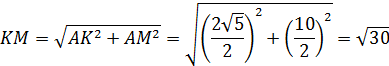 KM = √(AK² + AM²) = √((2√5/2)² + (10/2)²) = √30